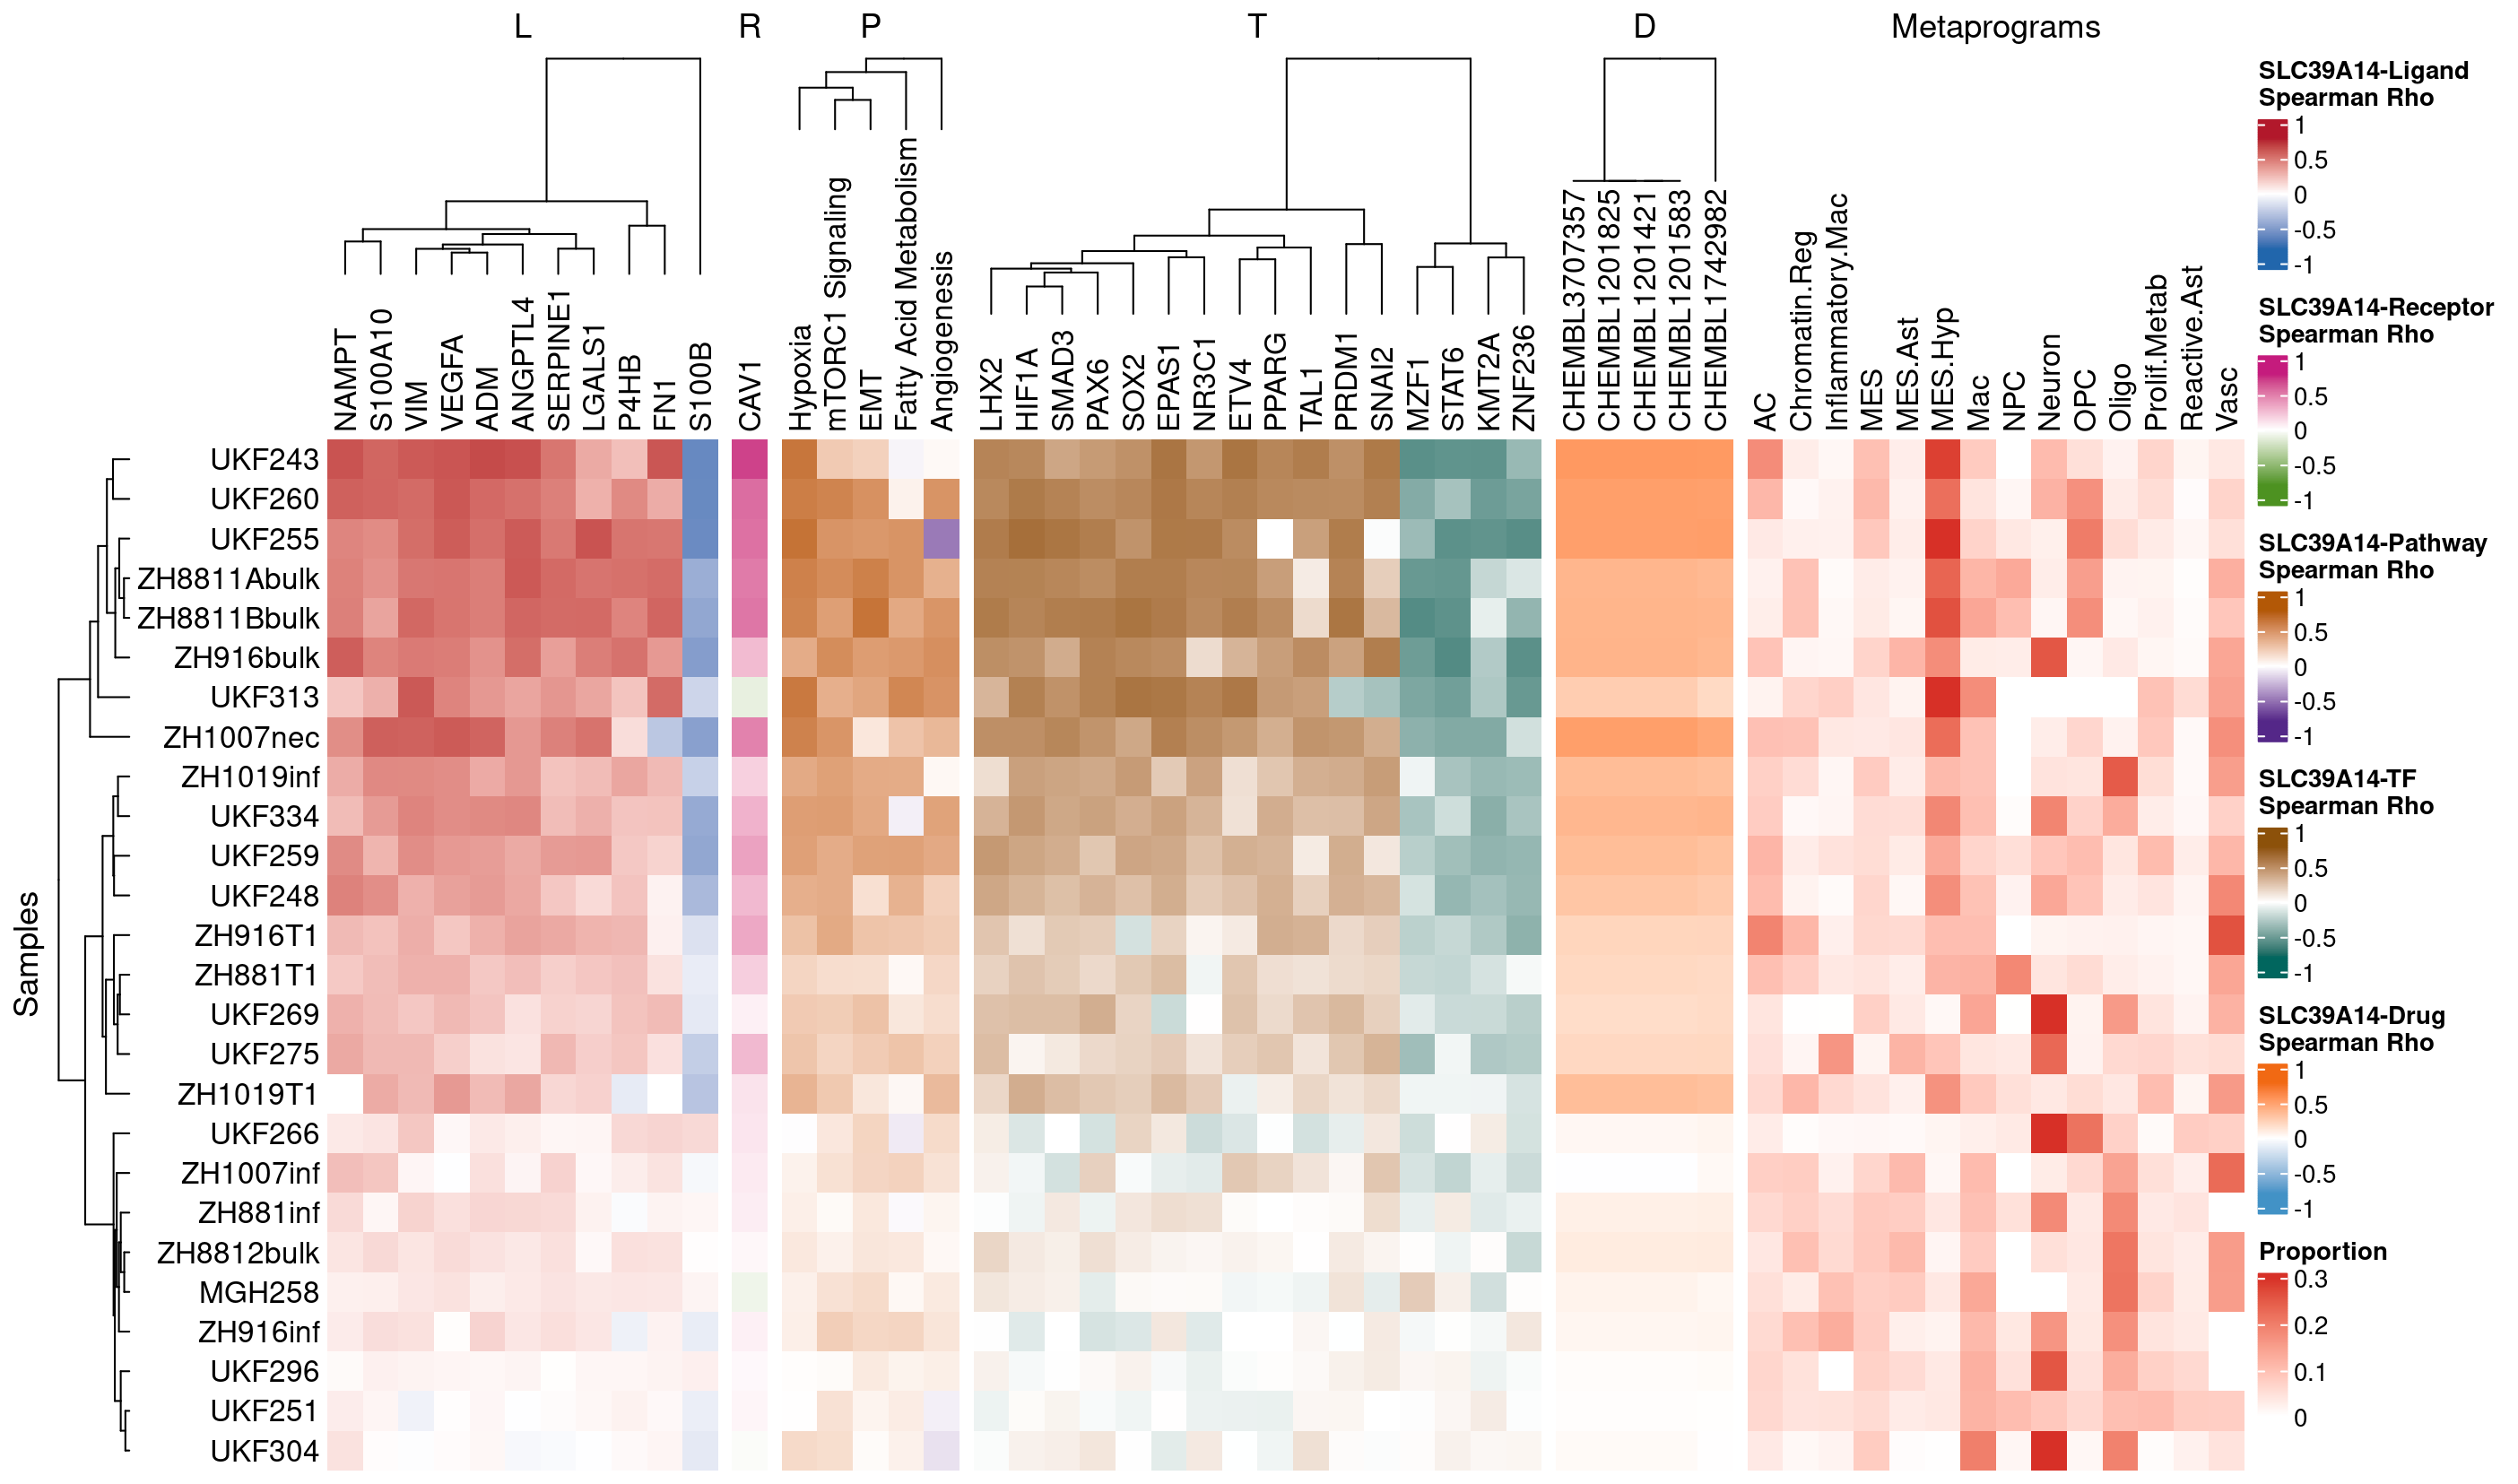 L
R
P
T
D
Metaprograms
NAMPT
S100A10
VIM
VEGFA
ADM
ANGPTL4
SERPINE1
LGALS1
P4HB
FN1
S100B
CAV1
Hypoxia
mTORC1 Signaling
EMT
Fatty Acid Metabolism
Angiogenesis
LHX2
HIF1A
SMAD3
PAX6
SOX2
EPAS1
NR3C1
ETV4
PPARG
TAL1
PRDM1
SNAI2
MZF1
STAT6
KMT2A
ZNF236
CHEMBL3707357
CHEMBL1201825
CHEMBL1201421
CHEMBL1201583
CHEMBL1742982
AC
Chromatin.Reg
Inflammatory.Mac
MES
MES.Ast
MES.Hyp
Mac
NPC
Neuron
OPC
Oligo
Prolif.Metab
Reactive.Ast
Vasc
Samples
UKF243
UKF260
UKF255
ZH8811Abulk
ZH8811Bbulk
ZH916bulk
UKF313
ZH1007nec
ZH1019inf
UKF334
UKF259
UKF248
ZH916T1
ZH881T1
UKF269
UKF275
ZH1019T1
UKF266
ZH1007inf
ZH881inf
ZH8812bulk
MGH258
ZH916inf
UKF296
UKF251
UKF304
SLC39A14-Ligand
Spearman Rho
1
0.5
0
-0.5
-1
SLC39A14-Receptor
Spearman Rho
1
0.5
0
-0.5
-1
SLC39A14-Pathway
Spearman Rho
1
0.5
0
-0.5
-1
SLC39A14-TF
Spearman Rho
1
0.5
0
-0.5
-1
SLC39A14-Drug
Spearman Rho
1
0.5
0
-0.5
-1
Proportion
0.3
0.2
0.1
0